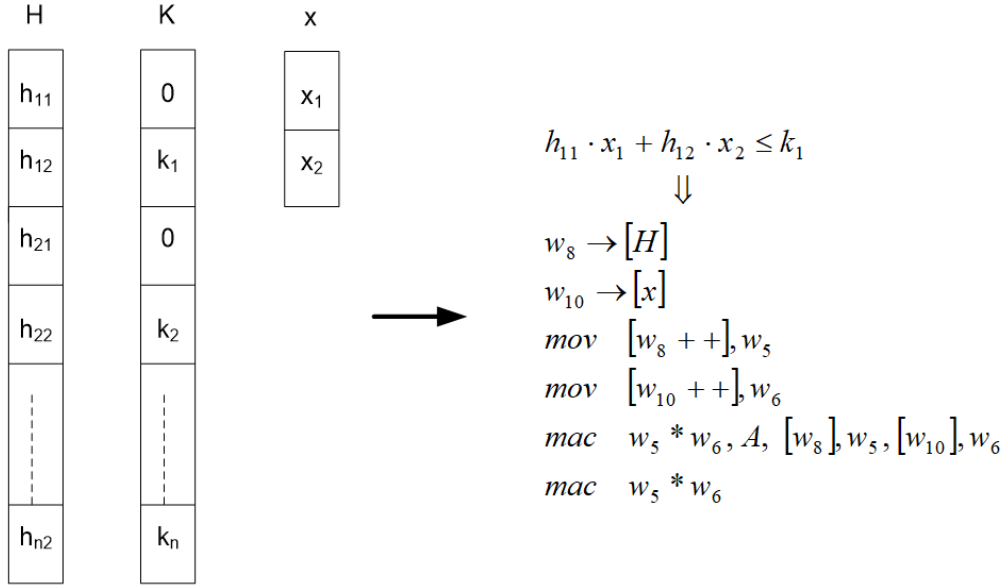 H K x
h₁₁ 0 x₁
h₁₂ k₁ x₂
h₂₁ 0
h₂₂ k₂
hₙ₂ kₙ
h₁₁ · x₁ + h₁₂ · x₂ ≤ k₁
⇓
w₈ → [H]
w₁₀ → [x]
mov [w₈ + +], w₅
mov [w₁₀ + +], w₆
mac w₅ * w₆, A, [w₈], w₅, [w₁₀], w₆
mac w₅ * w₆